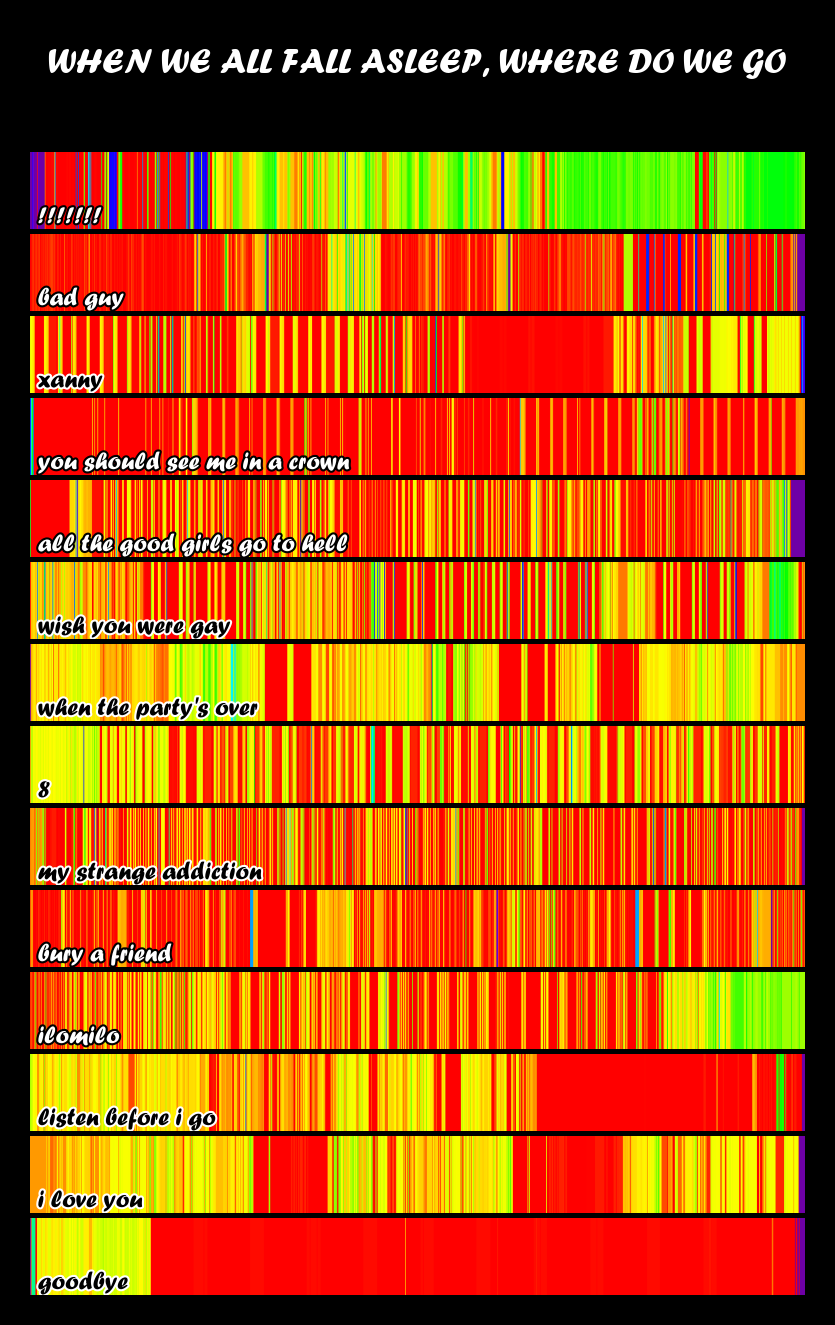 WHEN WE ALL FALL ASLEEP, WHERE DO WE GO
!!!!!!!
bad guy
xanny
you should see me in a crown
all the good girls go to hell
wish you were gay
when the party's over
8
my strange addiction
bury a friend
ilomilo
listen before i go
i love you
goodbye